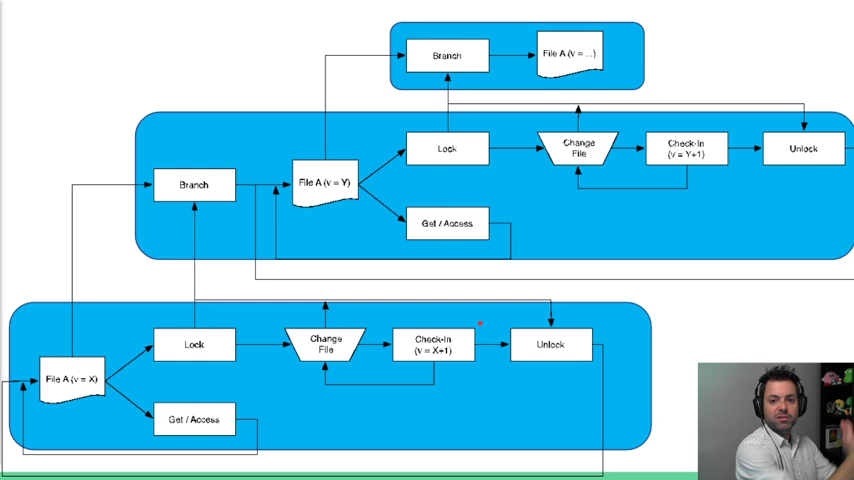 Branch
File A (v = ...)
Lock
Change
File
Check-In
(v = Y+1)
Unlock
Branch
File A (v = Y)
Get / Access
Lock
Change
File
Check-In
(v = X+1)
Unlock
File A (v = X)
Get / Access